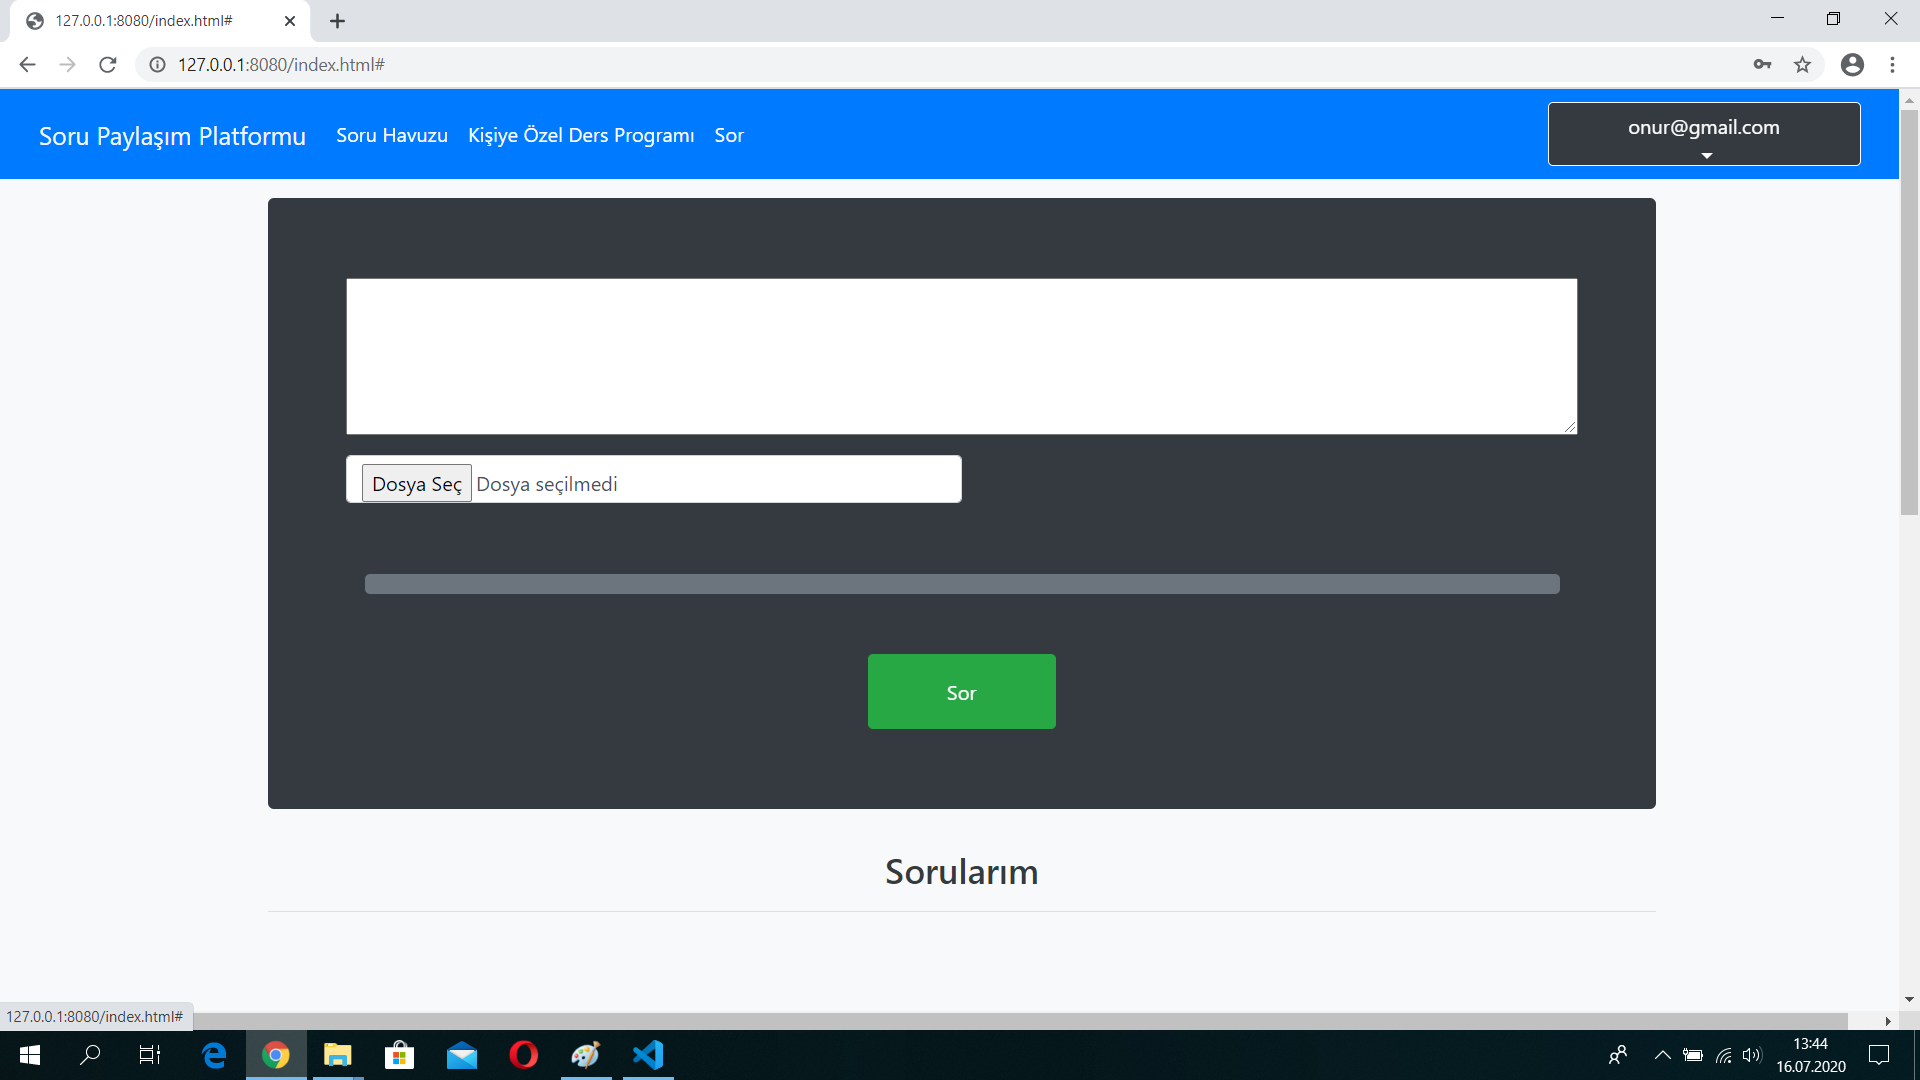 127.0.0.1:8080/index.html#
127.0.0.1:8080/index.html#
Soru Paylaşım Platformu Soru Havuzu Kişiye Özel Ders Programı Sor onur@gmail.com
Dosya Seç Dosya seçilmedi
Sor
Sorularım
127.0.0.1:8080/index.html#
13:44
16.07.2020